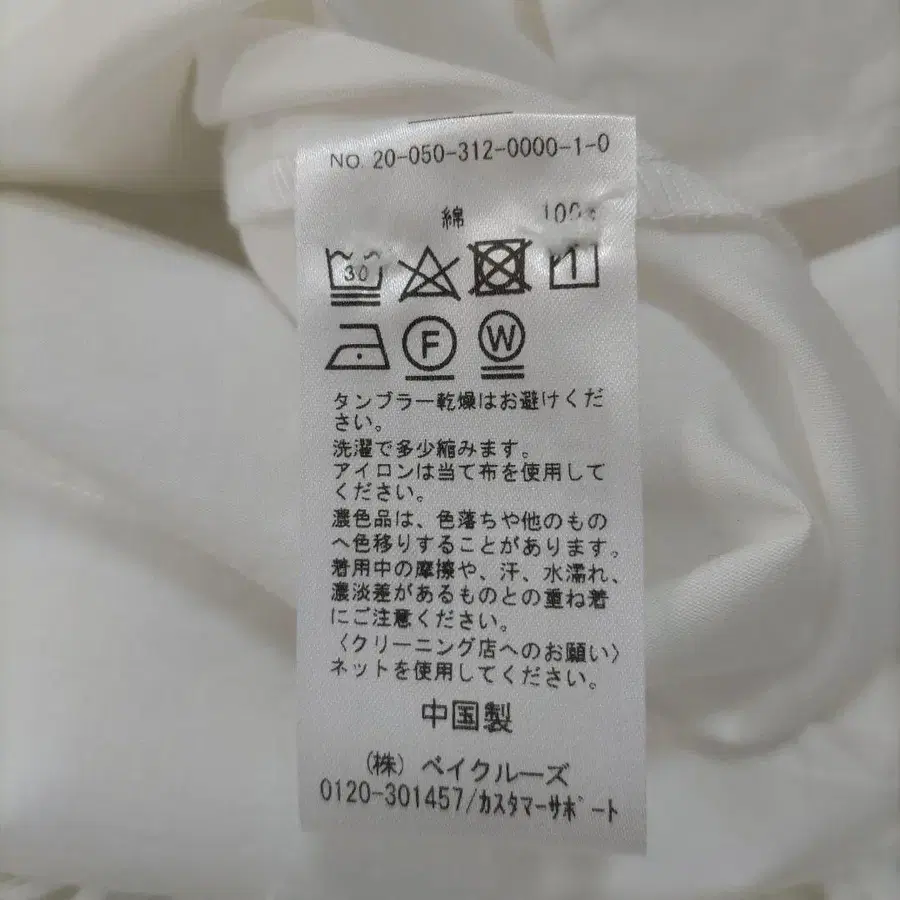 NO. 20-050-312-0000-1-0
綿 100%
30
F W
タンブラー乾燥はお避けくだ
さい。
洗濯で多少縮みます。
アイロンは当て布を使用して
ください。
濃色品は、色落ちや他のもの
へ色移りすることがあります。
着用中の摩擦や、汗、水濡れ、
濃淡差があるものとの重ね着
にご注意ください。
〈クリーニング店へのお願い〉
ネットを使用してください。
中国製
(株) ベイクルーズ
0120-301457/カスタマーサポート